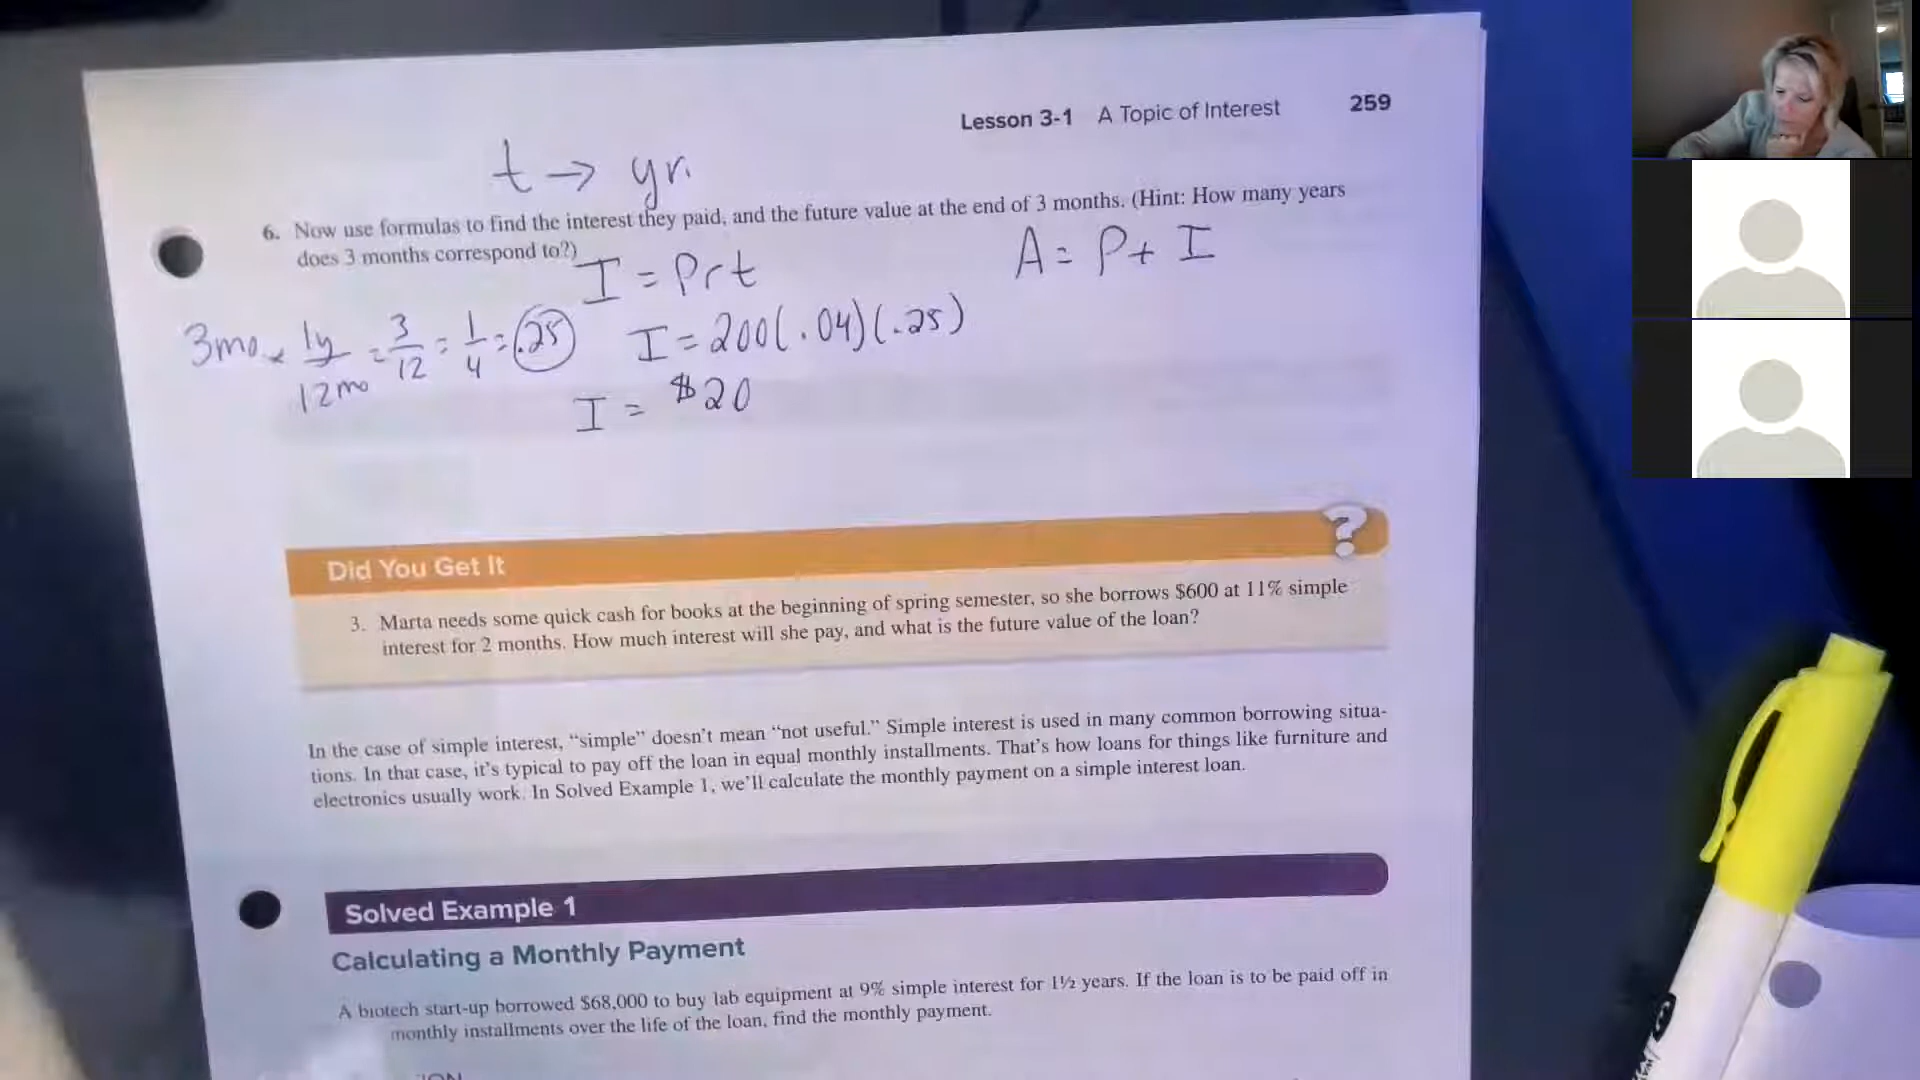 Lesson 3-1 A Topic of Interest 259
t → yr.
6. Now use formulas to find the interest they paid, and the future value at the end of 3 months. (Hint: How many years
does 3 months correspond to?)
I = Prt
A = P + I
3mo × 1y/12mo = 3/12 = 1/4 = .25
I = 200(.04)(.25)
I = $20
Did You Get It ?
3. Marta needs some quick cash for books at the beginning of spring semester, so she borrows $600 at 11% simple
interest for 2 months. How much interest will she pay, and what is the future value of the loan?
In the case of simple interest, “simple” doesn’t mean “not useful.” Simple interest is used in many common borrowing situa-
tions. In that case, it’s typical to pay off the loan in equal monthly installments. That’s how loans for things like furniture and
electronics usually work. In Solved Example 1, we’ll calculate the monthly payment on a simple interest loan.
Solved Example 1
Calculating a Monthly Payment
A biotech start-up borrowed $68,000 to buy lab equipment at 9% simple interest for 1½ years. If the loan is to be paid off in
monthly installments over the life of the loan, find the monthly payment.